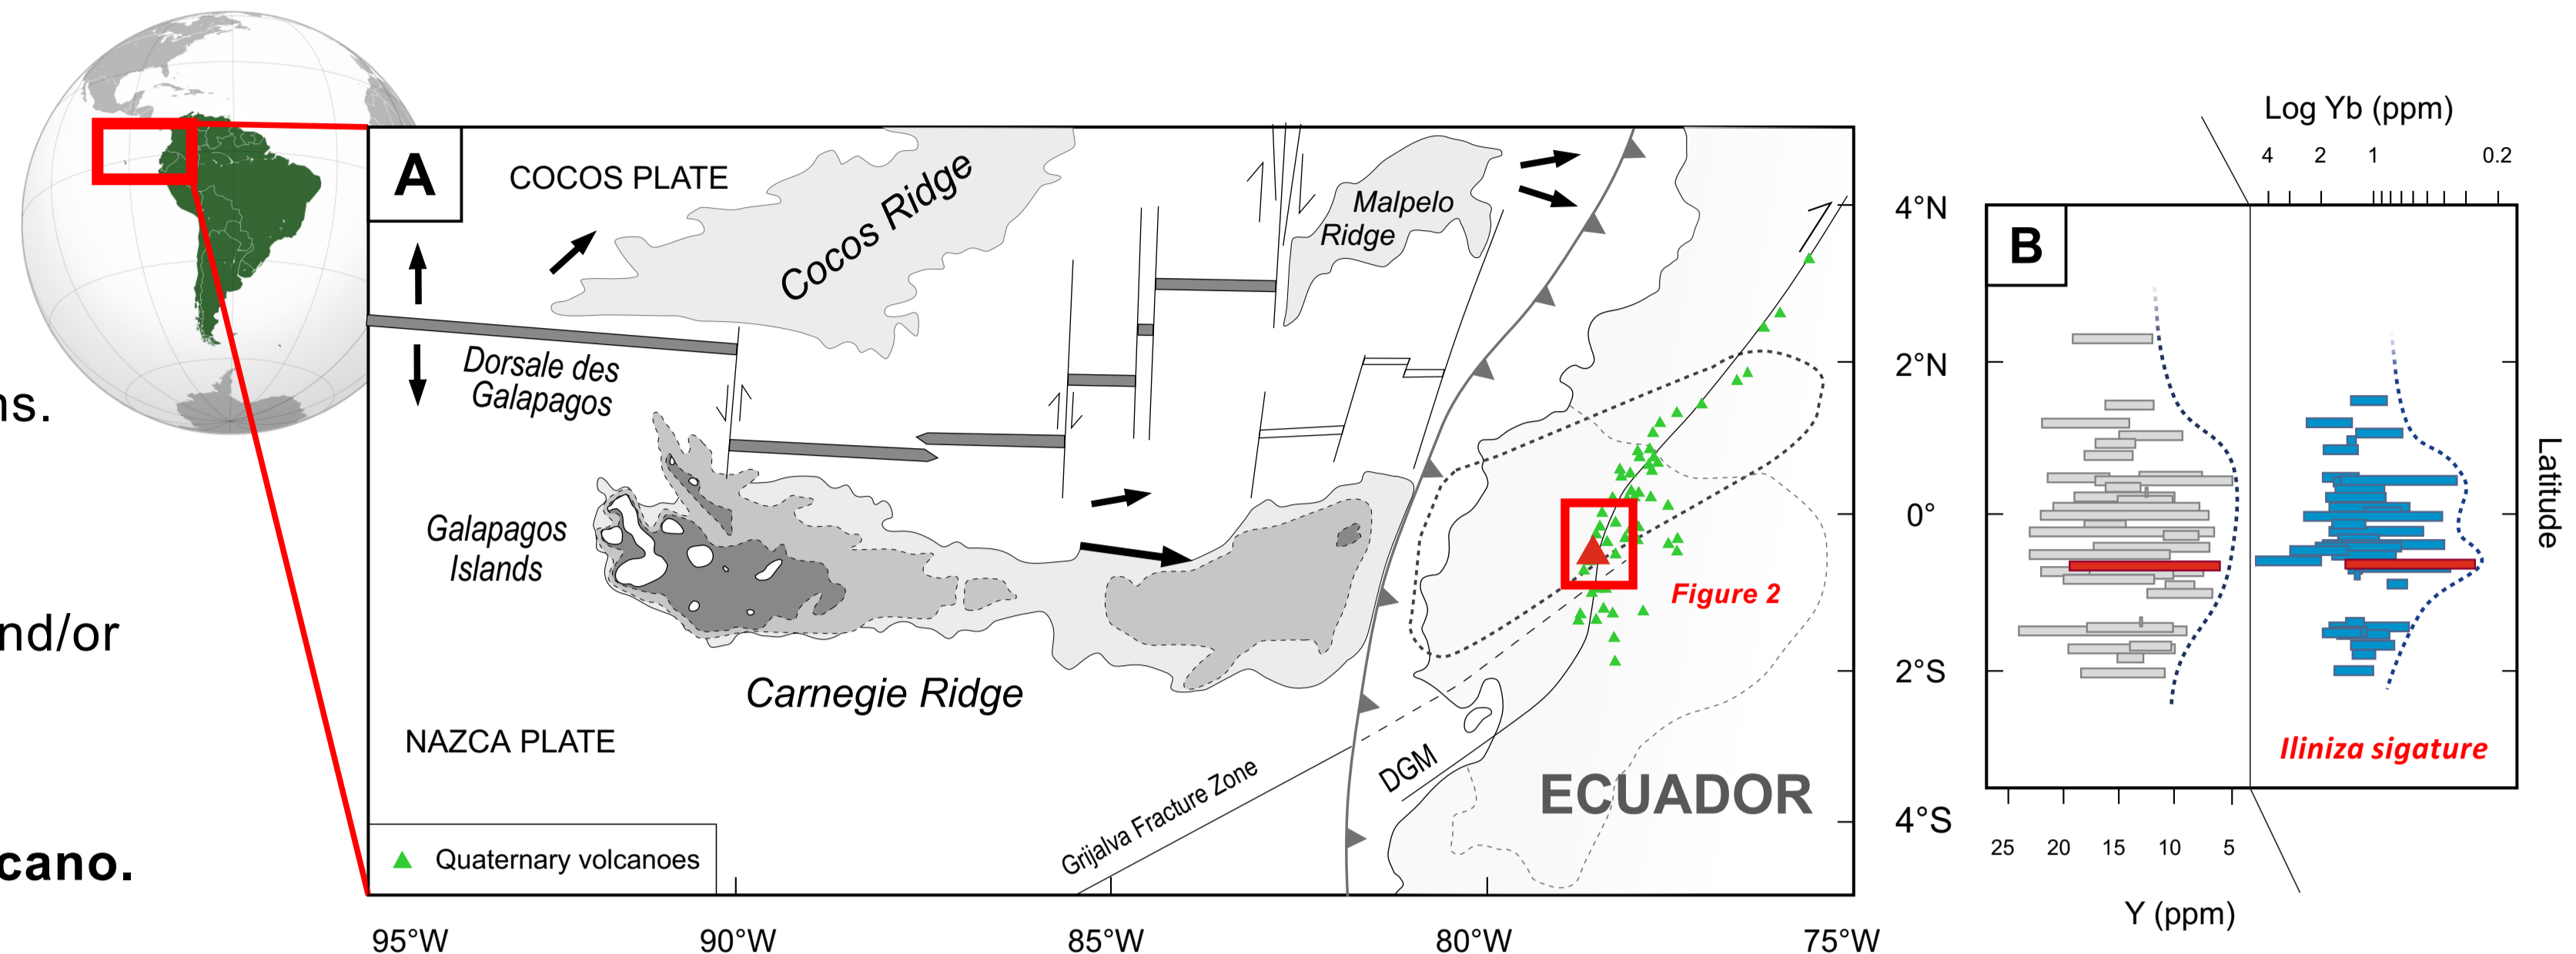 ns.
nd/or
cano.
A
COCOS PLATE
Cocos Ridge
Malpelo
Ridge
Dorsale des
Galapagos
Galapagos
Islands
Carnegie Ridge
NAZCA PLATE
Grijalva Fracture Zone
DGM
ECUADOR
Figure 2
Quaternary volcanoes
95°W
90°W
85°W
80°W
75°W
4°N
2°N
0°
2°S
4°S
Log Yb (ppm)
4 2 1 0.2
B
Latitude
Iliniza sigature
25 20 15 10 5
Y (ppm)